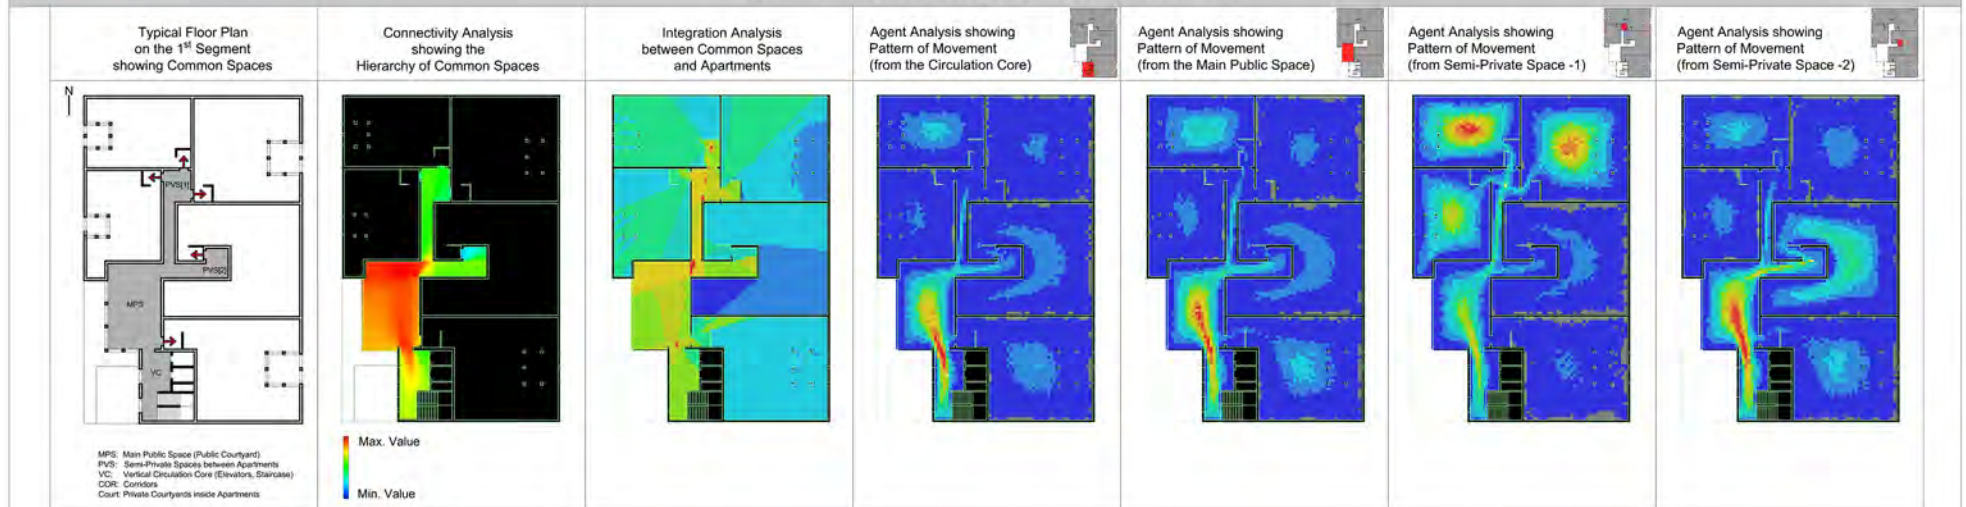 Typical Floor Plan
on the 1st Segment
showing Common Spaces
Connectivity Analysis
showing the
Hierarchy of Common Spaces
Integration Analysis
between Common Spaces
and Apartments
Agent Analysis showing
Pattern of Movement
(from the Circulation Core)
Agent Analysis showing
Pattern of Movement
(from the Main Public Space)
Agent Analysis showing
Pattern of Movement
(from Semi-Private Space -1)
Agent Analysis showing
Pattern of Movement
(from Semi-Private Space -2)
N
PVS[1]
PVS[2]
MPS
VC
MPS: Main Public Space (Public Courtyard)
PVS: Semi-Private Spaces between Apartments
VC: Vertical Circulation Core (Elevators, Staircase)
COR: Corridors
Court: Private Courtyards inside Apartments
Max. Value
Min. Value